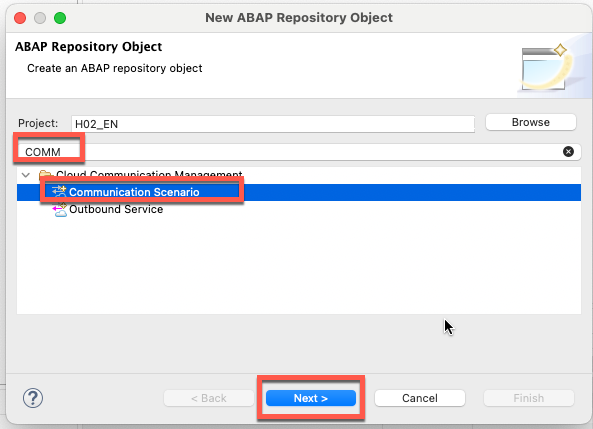 New ABAP Repository Object
ABAP Repository Object
Create an ABAP repository object
Project: H02_EN Browse
COMM
Cloud Communication Management
Communication Scenario
Outbound Service
? < Back Next > Cancel Finish